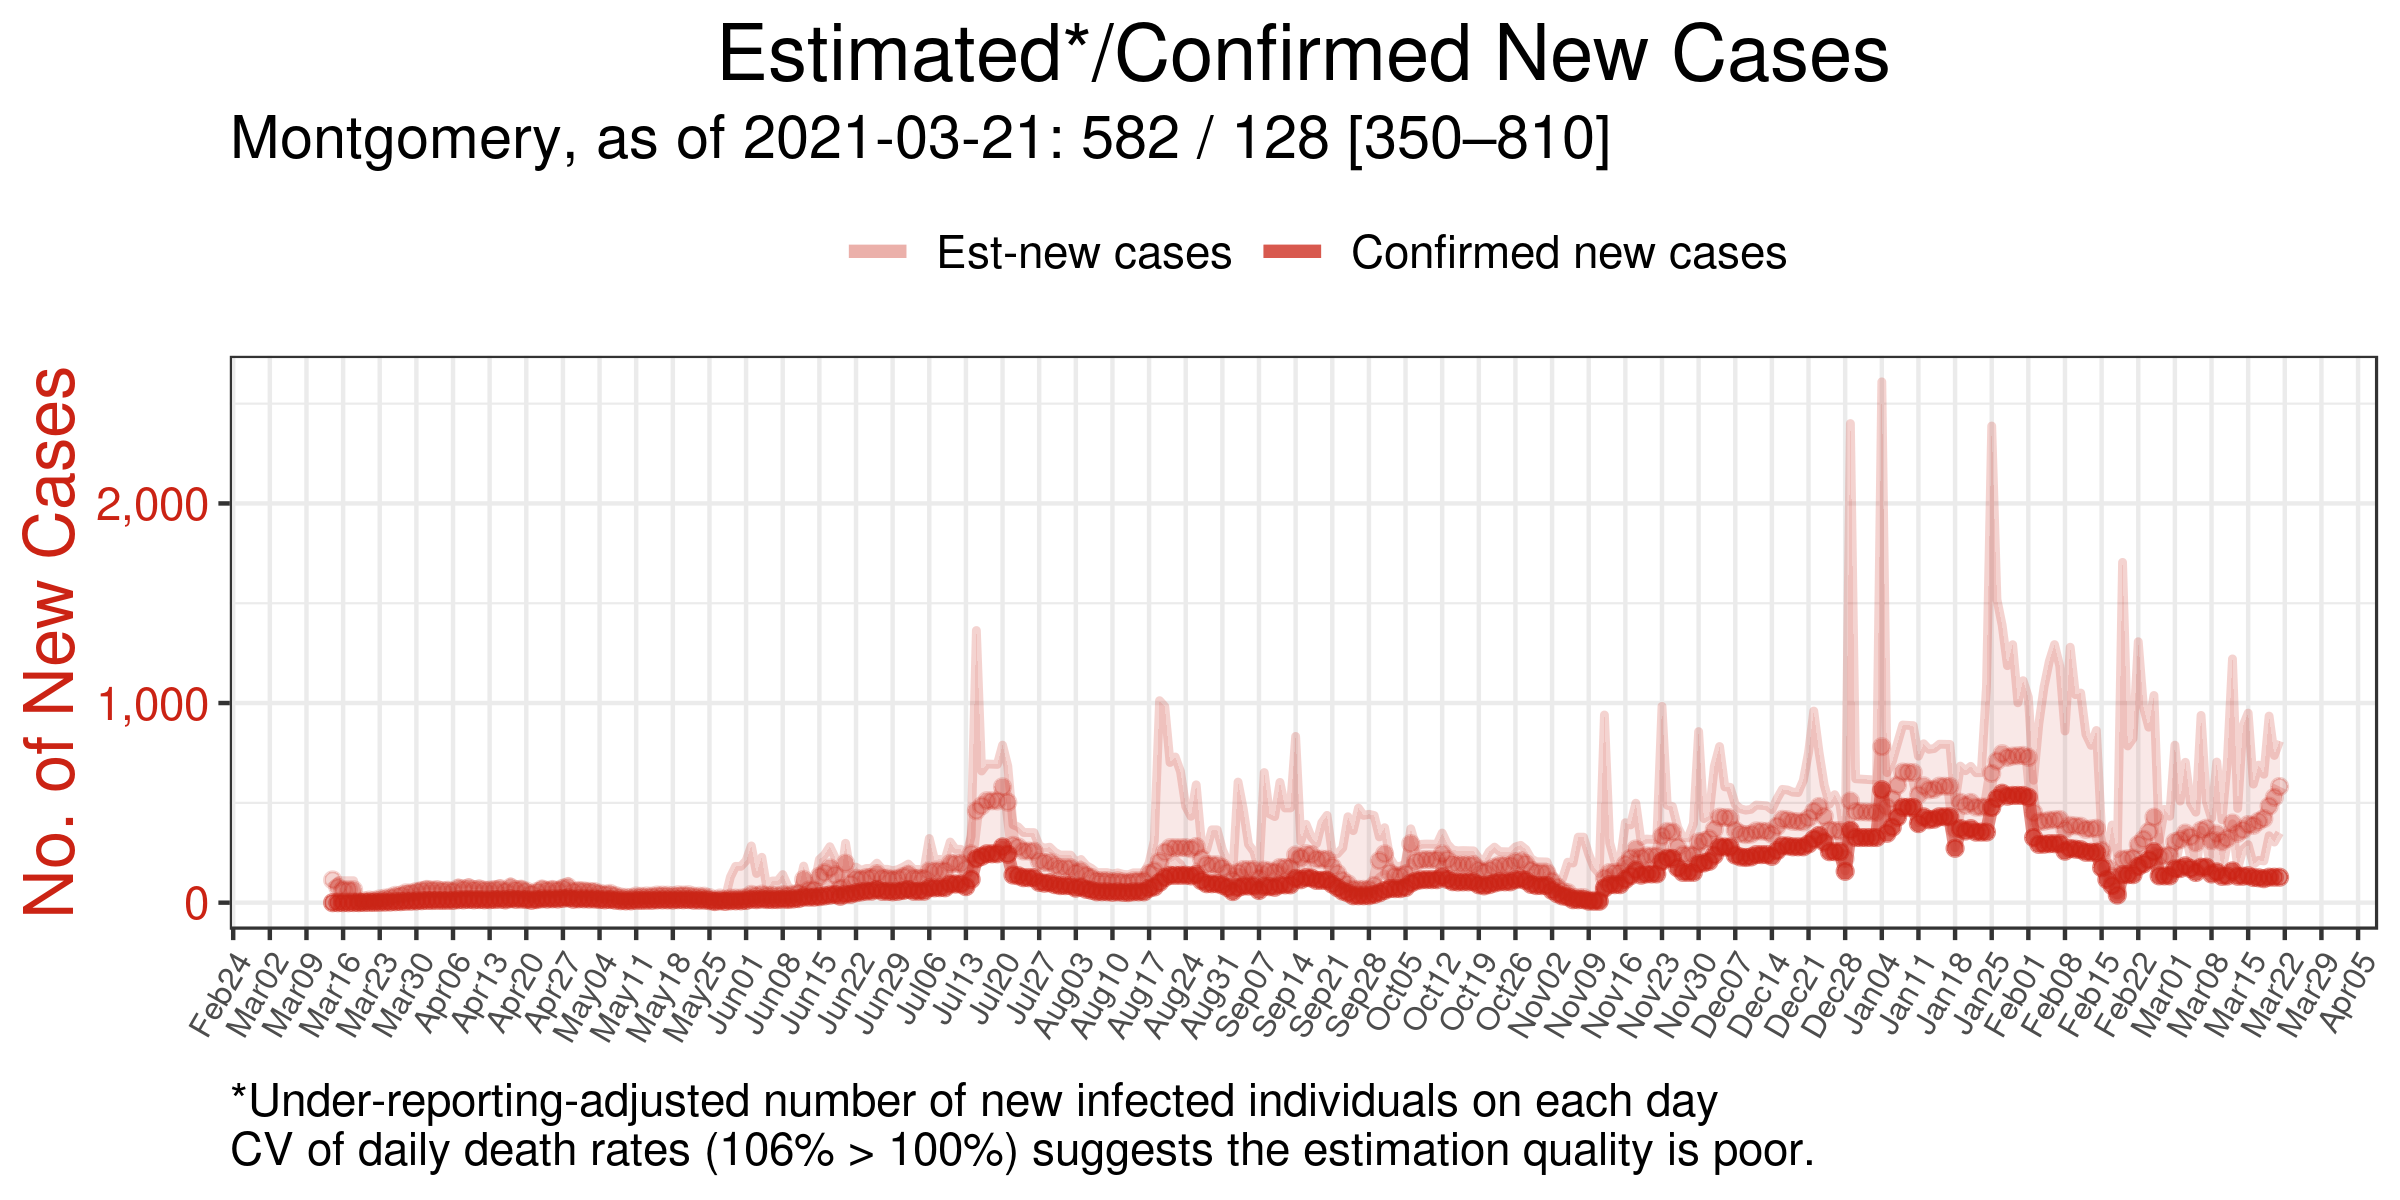 Estimated*/Confirmed New Cases
Montgomery, as of 2021-03-21: 582 / 128 [350–810]
Est-new cases
Confirmed new cases
No. of New Cases
2,000
1,000
0
Feb24
Mar02
Mar09
Mar16
Mar23
Mar30
Apr06
Apr13
Apr20
Apr27
May04
May11
May18
May25
Jun01
Jun08
Jun15
Jun22
Jun29
Jul06
Jul13
Jul20
Jul27
Aug03
Aug10
Aug17
Aug24
Aug31
Sep07
Sep14
Sep21
Sep28
Oct05
Oct12
Oct19
Oct26
Nov02
Nov09
Nov16
Nov23
Nov30
Dec07
Dec14
Dec21
Dec28
Jan04
Jan11
Jan18
Jan25
Feb01
Feb08
Feb15
Feb22
Mar01
Mar08
Mar15
Mar22
Mar29
Apr05
*Under-reporting-adjusted number of new infected individuals on each day
CV of daily death rates (106% > 100%) suggests the estimation quality is poor.